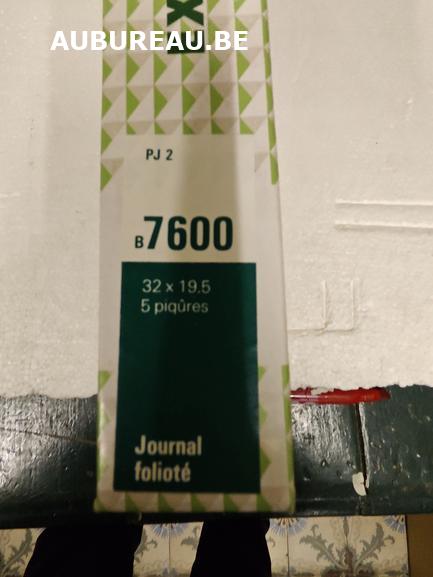 AUBUREAU.BE
X
PJ 2
B7600
32 x 19.5
5 piqûres
Journal
folioté